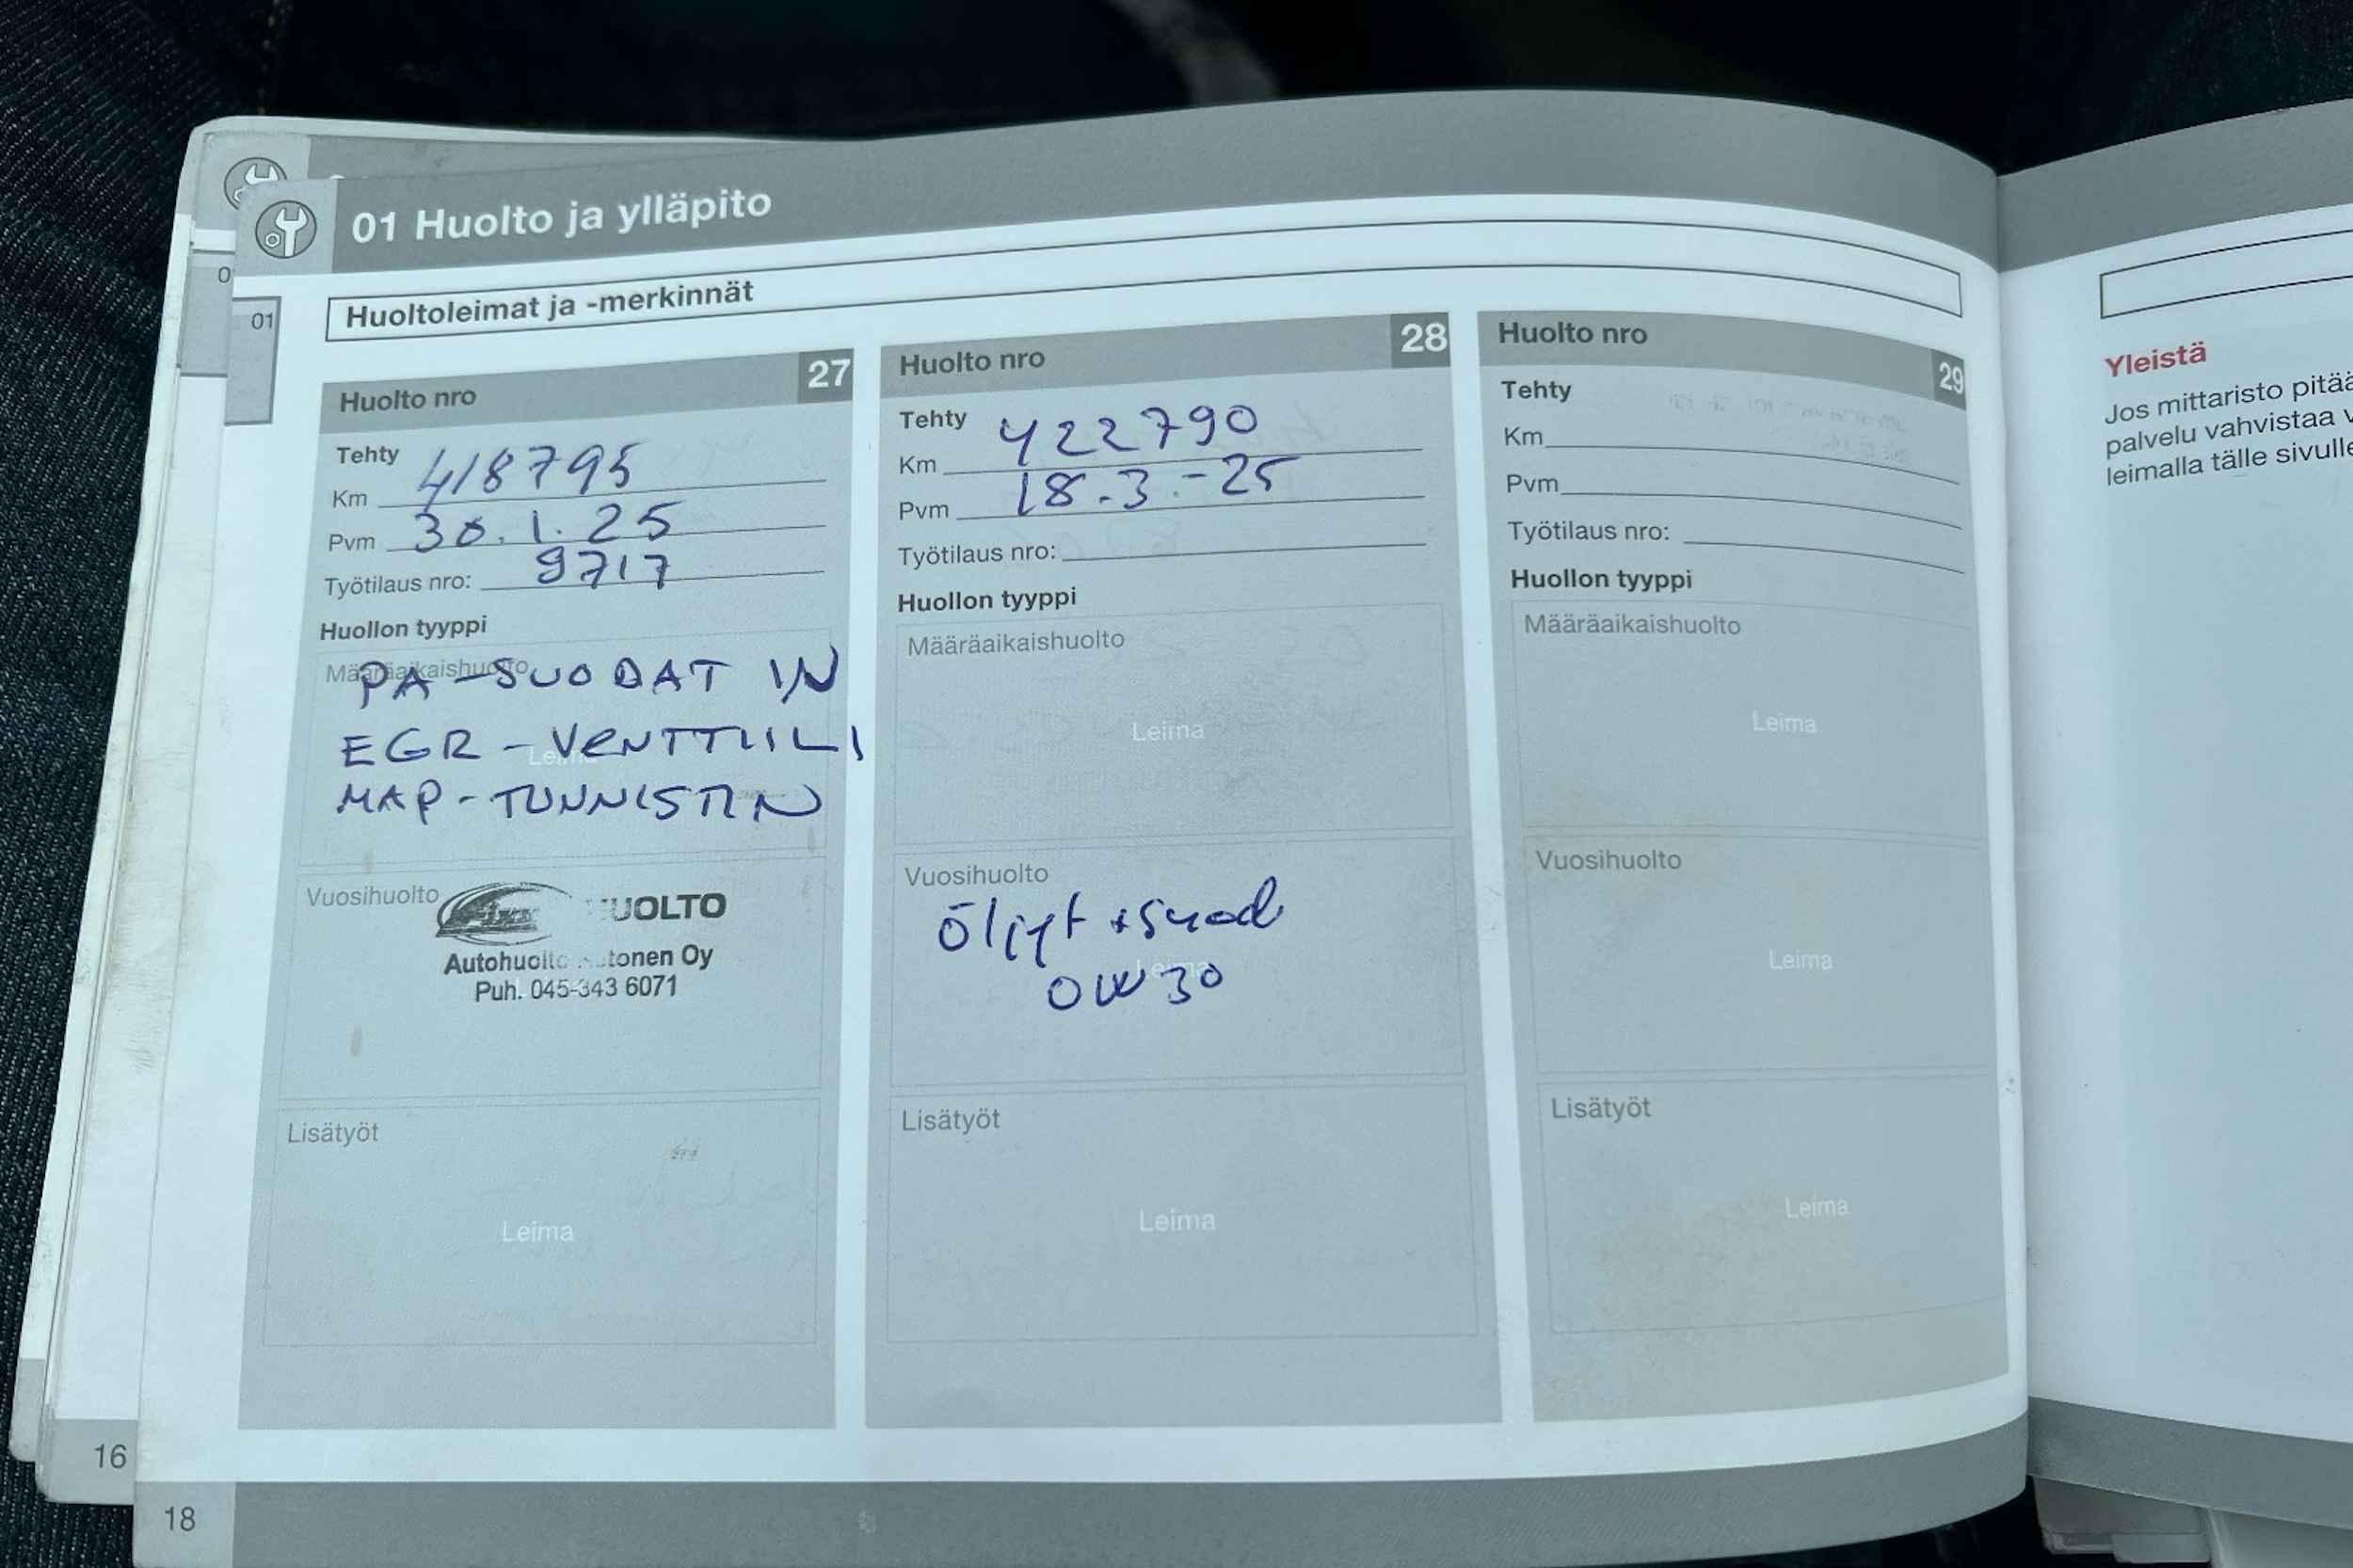 01 Huolto ja ylläpito
0
01
Huoltoleimat ja -merkinnät
Huolto nro 27
Tehty
Km 418795
Pvm 30.1.25
Työtilaus nro: 9717
Huollon tyyppi
Määräaikaishuolto
PA-SUODATIN
Leima
EGR-VENTTIILI
MAP-TUNNISTIN
Vuosihuolto
HUOLTO
Autohuolto
tonen Oy
Puh. 045-343 6071
Lisätyöt
Leima
Huolto nro 28
Tehty
Km 422790
Pvm 18.3.-25
Työtilaus nro:
Huollon tyyppi
Määräaikaishuolto
Leima
Vuosihuolto
Öljyt + suod
Leima
0W30
Lisätyöt
Leima
Huolto nro 29
Tehty
Km
Pvm
Työtilaus nro:
Huollon tyyppi
Määräaikaishuolto
Leima
Vuosihuolto
Leima
Lisätyöt
Leima
16
18
Yleistä
Jos mittaristo pitää
palvelu vahvistaa v
leimalla tälle sivulle